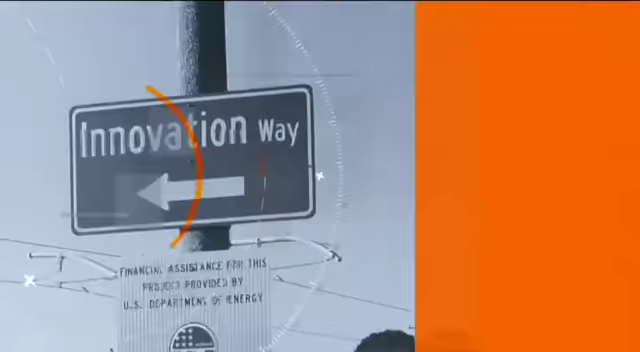 Innovation Way
FINANCIAL ASSISTANCE FOR THIS
PROJECT PROVIDED BY
U.S. DEPARTMENT OF ENERGY